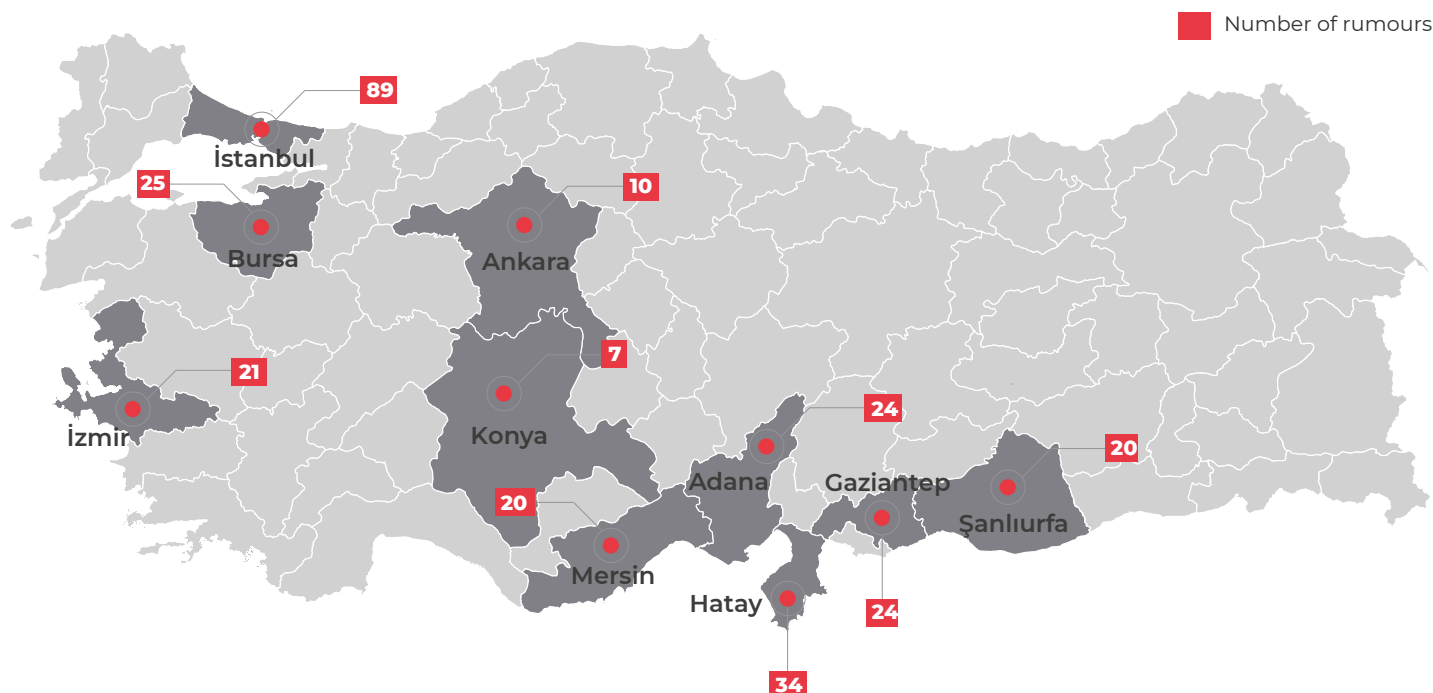 Number of rumours
89
İstanbul
25
10
Bursa
Ankara
7
21
24
İzmir
Konya
20
Adana
Gaziantep
20
Şanlıurfa
Mersin
Hatay
24
34